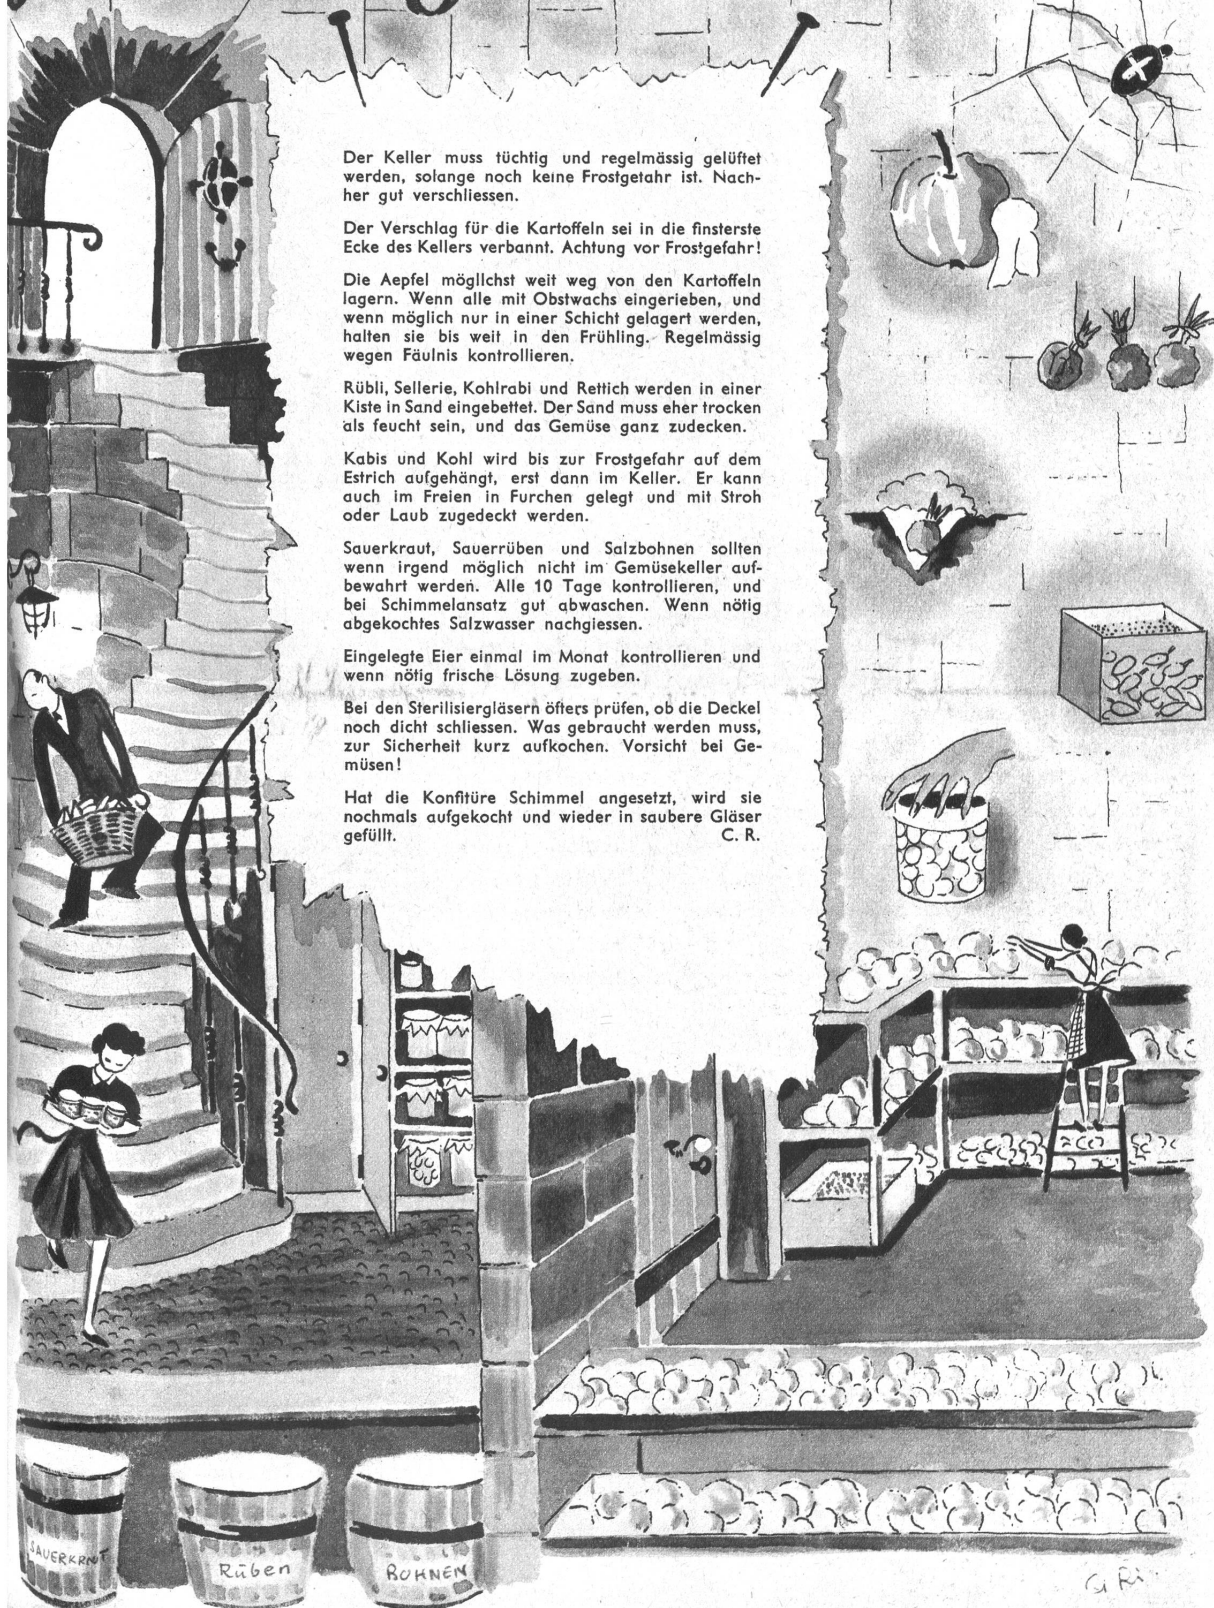 Der Keller muss tüchtig und regelmässig gelüftet
werden, solange noch keine Frostgefahr ist. Nach-
her gut verschliessen.
Der Verschlag für die Kartoffeln sei in die finsterste
Ecke des Kellers verbannt. Achtung vor Frostgefahr!
Die Aepfel möglichst weit weg von den Kartoffeln
lagern. Wenn alle mit Obstwachs eingerieben, und
wenn möglich nur in einer Schicht gelagert werden,
halten sie bis weit in den Frühling. Regelmässig
wegen Fäulnis kontrollieren.
Rübli, Sellerie, Kohlrabi und Rettich werden in einer
Kiste in Sand eingebettet. Der Sand muss eher trocken
als feucht sein, und das Gemüse ganz zudecken.
Kabis und Kohl wird bis zur Frostgefahr auf dem
Estrich aufgehängt, erst dann im Keller. Er kann
auch im Freien in Furchen gelegt und mit Stroh
oder Laub zugedeckt werden.
Sauerkraut, Sauerrüben und Salzbohnen sollten
wenn irgend möglich nicht im Gemüsekeller auf-
bewahrt werden. Alle 10 Tage kontrollieren, und
bei Schimmelansatz gut abwaschen. Wenn nötig
abgekochtes Salzwasser nachgiessen.
Eingelegte Eier einmal im Monat kontrollieren und
wenn nötig frische Lösung zugeben.
Bei den Sterilisiergläsern öfters prüfen, ob die Deckel
noch dicht schliessen. Was gebraucht werden muss,
zur Sicherheit kurz aufkochen. Vorsicht bei Ge-
müsen!
Hat die Konfitüre Schimmel angesetzt, wird sie
nochmals aufgekocht und wieder in saubere Gläser
gefüllt. C. R.
SAUERKRAUT
Rüben
BOHNEN